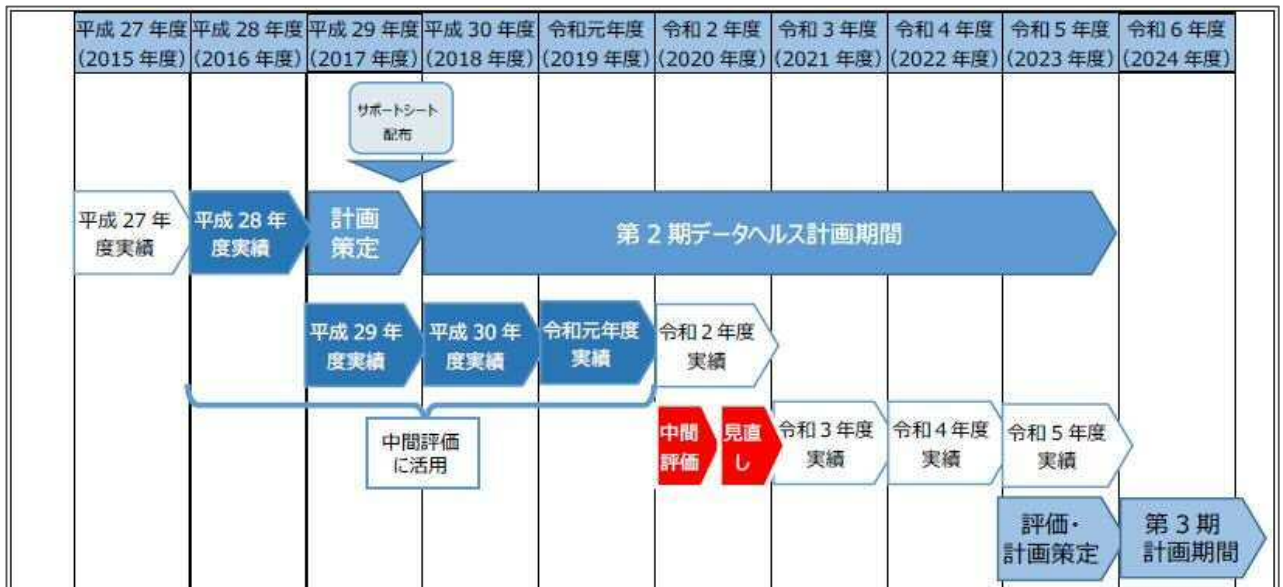 平成 27 年度 平成 28 年度 平成 29 年度 平成 30 年度 令和元年度 令和 2 年度 令和 3 年度 令和 4 年度 令和 5 年度 令和 6 年度
(2015 年度) (2016 年度) (2017 年度) (2018 年度) (2019 年度) (2020 年度) (2021 年度) (2022 年度) (2023 年度) (2024 年度)
サポートシート
配布
平成 27 年
度実績
平成 28 年
度実績
計画
策定
第 2 期データヘルス計画期間
平成 29 年
度実績
平成 30 年
度実績
令和元年度
実績
令和 2 年度
実績
中間評価
に活用
中間
評価
見直
し
令和 3 年度
実績
令和 4 年度
実績
令和 5 年度
実績
評価・
計画策定
第 3 期
計画期間